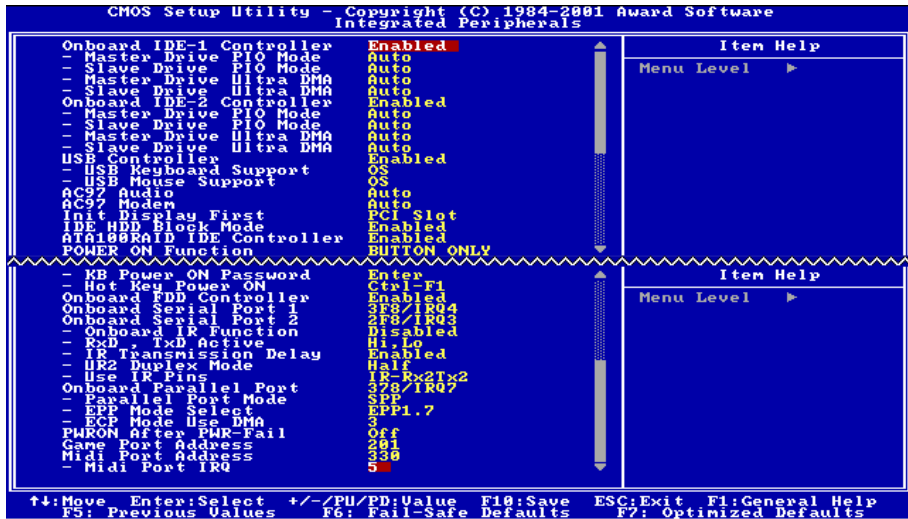 CMOS Setup Utility - Copyright (C) 1984-2001 Award Software
Integrated Peripherals
Onboard IDE-1 Controller Enabled
- Master Drive PIO Mode Auto
- Slave Drive PIO Mode Auto
- Master Drive Ultra DMA Auto
- Slave Drive Ultra DMA Auto
Onboard IDE-2 Controller Enabled
- Master Drive PIO Mode Auto
- Slave Drive PIO Mode Auto
- Master Drive Ultra DMA Auto
- Slave Drive Ultra DMA Auto
USB Controller Enabled
- USB Keyboard Support OS
- USB Mouse Support OS
AC97 Audio Auto
AC97 Modem Auto
Init Display First PCI Slot
IDE HDD Block Mode Enabled
ATA100RAID IDE Controller Enabled
POWER ON Function BUTTON ONLY
Item Help
Menu Level ►
- KB Power ON Password Enter
- Hot Key Power ON Ctrl-F1
Onboard FDD Controller Enabled
Onboard Serial Port 1 3F8/IRQ4
Onboard Serial Port 2 2F8/IRQ3
- Onboard IR Function Disabled
- RxD , TxD Active Hi,Lo
- IR Transmission Delay Enabled
- UR2 Duplex Mode Half
- Use IR Pins IR-Rx2Tx2
Onboard Parallel Port 378/IRQ7
- Parallel Port Mode SPP
- EPP Mode Select EPP1.7
- ECP Mode Use DMA 3
PWRON After PWR-Fail Off
Game Port Address 201
Midi Port Address 330
- Midi Port IRQ 5
Item Help
Menu Level ►
↑↓:Move Enter:Select +/-/PU/PD:Value F10:Save ESC:Exit F1:General Help
F5: Previous Values F6: Fail-Safe Defaults F7: Optimized Defaults